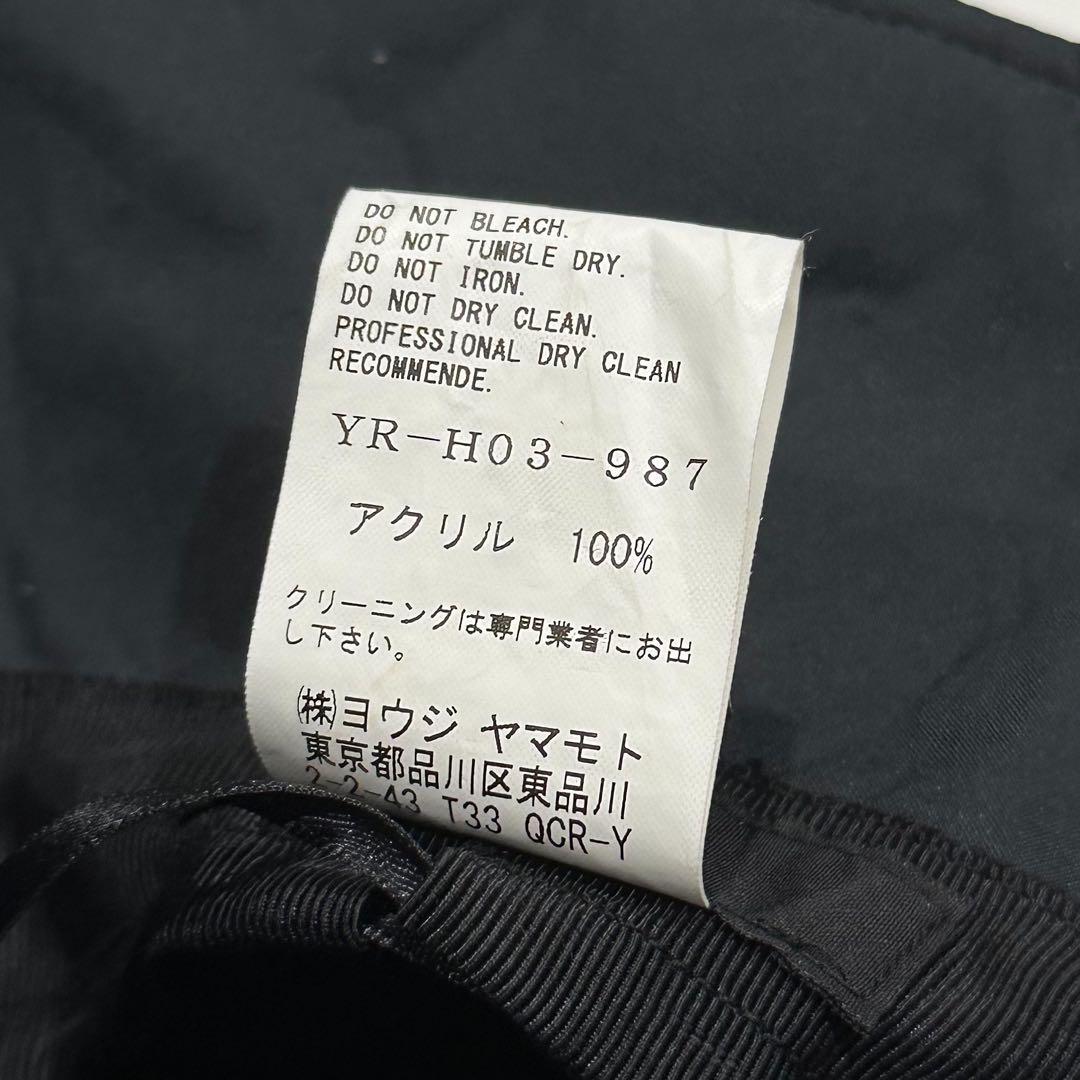 DO NOT BLEACH.
DO NOT TUMBLE DRY.
DO NOT IRON.
DO NOT DRY CLEAN.
PROFESSIONAL DRY CLEAN
RECOMMENDE.
YR-H03-987
アクリル 100%
クリーニングは専門業者にお出
し下さい。
㈱ヨウジ ヤマモト
東京都品川区東品川
2-2-43 T33 QCR-Y